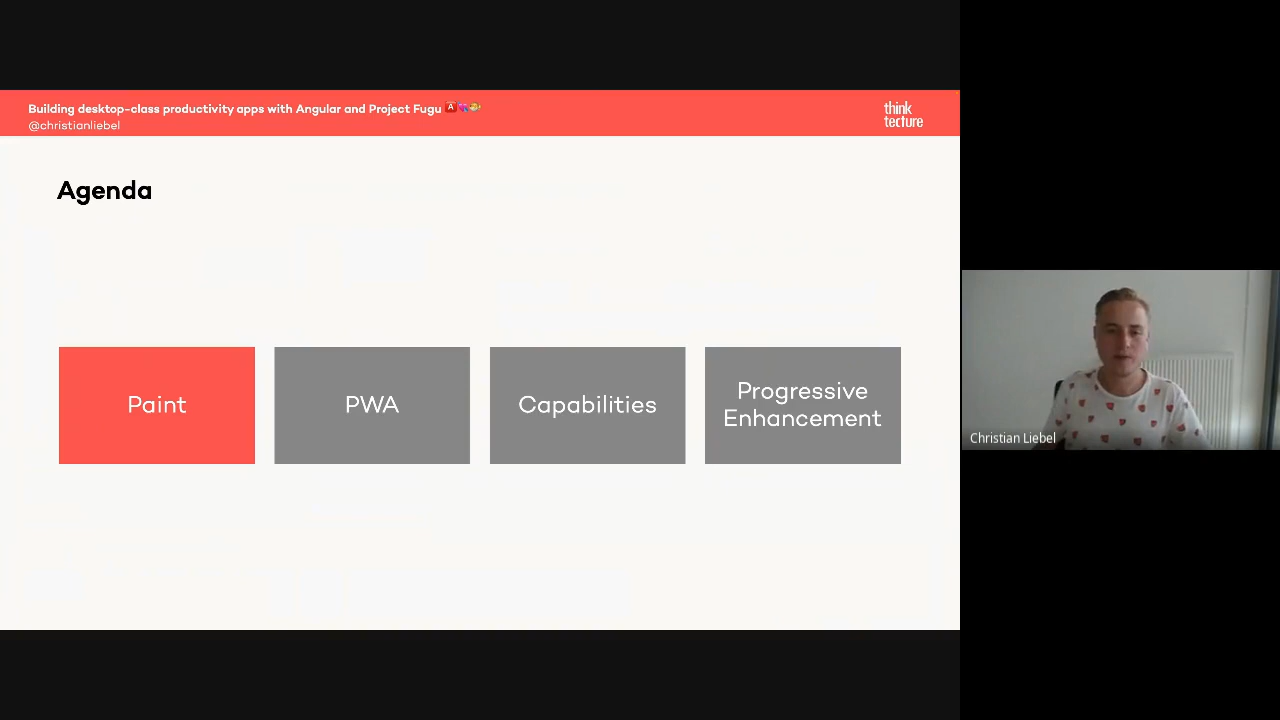 Building desktop-class productivity apps with Angular and Project Fugu 🅰️
@christianliebel
think
tecture
Agenda
Paint
PWA
Capabilities
Progressive
Enhancement
Christian Liebel